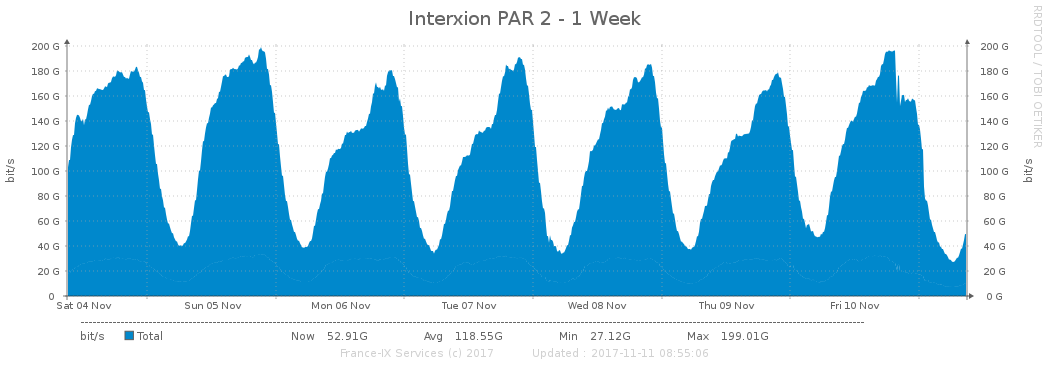 Interxion PAR 2 - 1 Week
RRDTOOL / TOBI OETIKER
bit/s
200 G 200 G
180 G 180 G
160 G 160 G
140 G 140 G
120 G 120 G
100 G 100 G
80 G 80 G
60 G 60 G
40 G 40 G
20 G 20 G
0 0 G
bit/s
Sat 04 Nov Sun 05 Nov Mon 06 Nov Tue 07 Nov Wed 08 Nov Thu 09 Nov Fri 10 Nov
bit/s Total Now 52.91G Avg 118.55G Min 27.12G Max 199.01G
France-IX Services (c) 2017 Updated : 2017-11-11 08:55:06